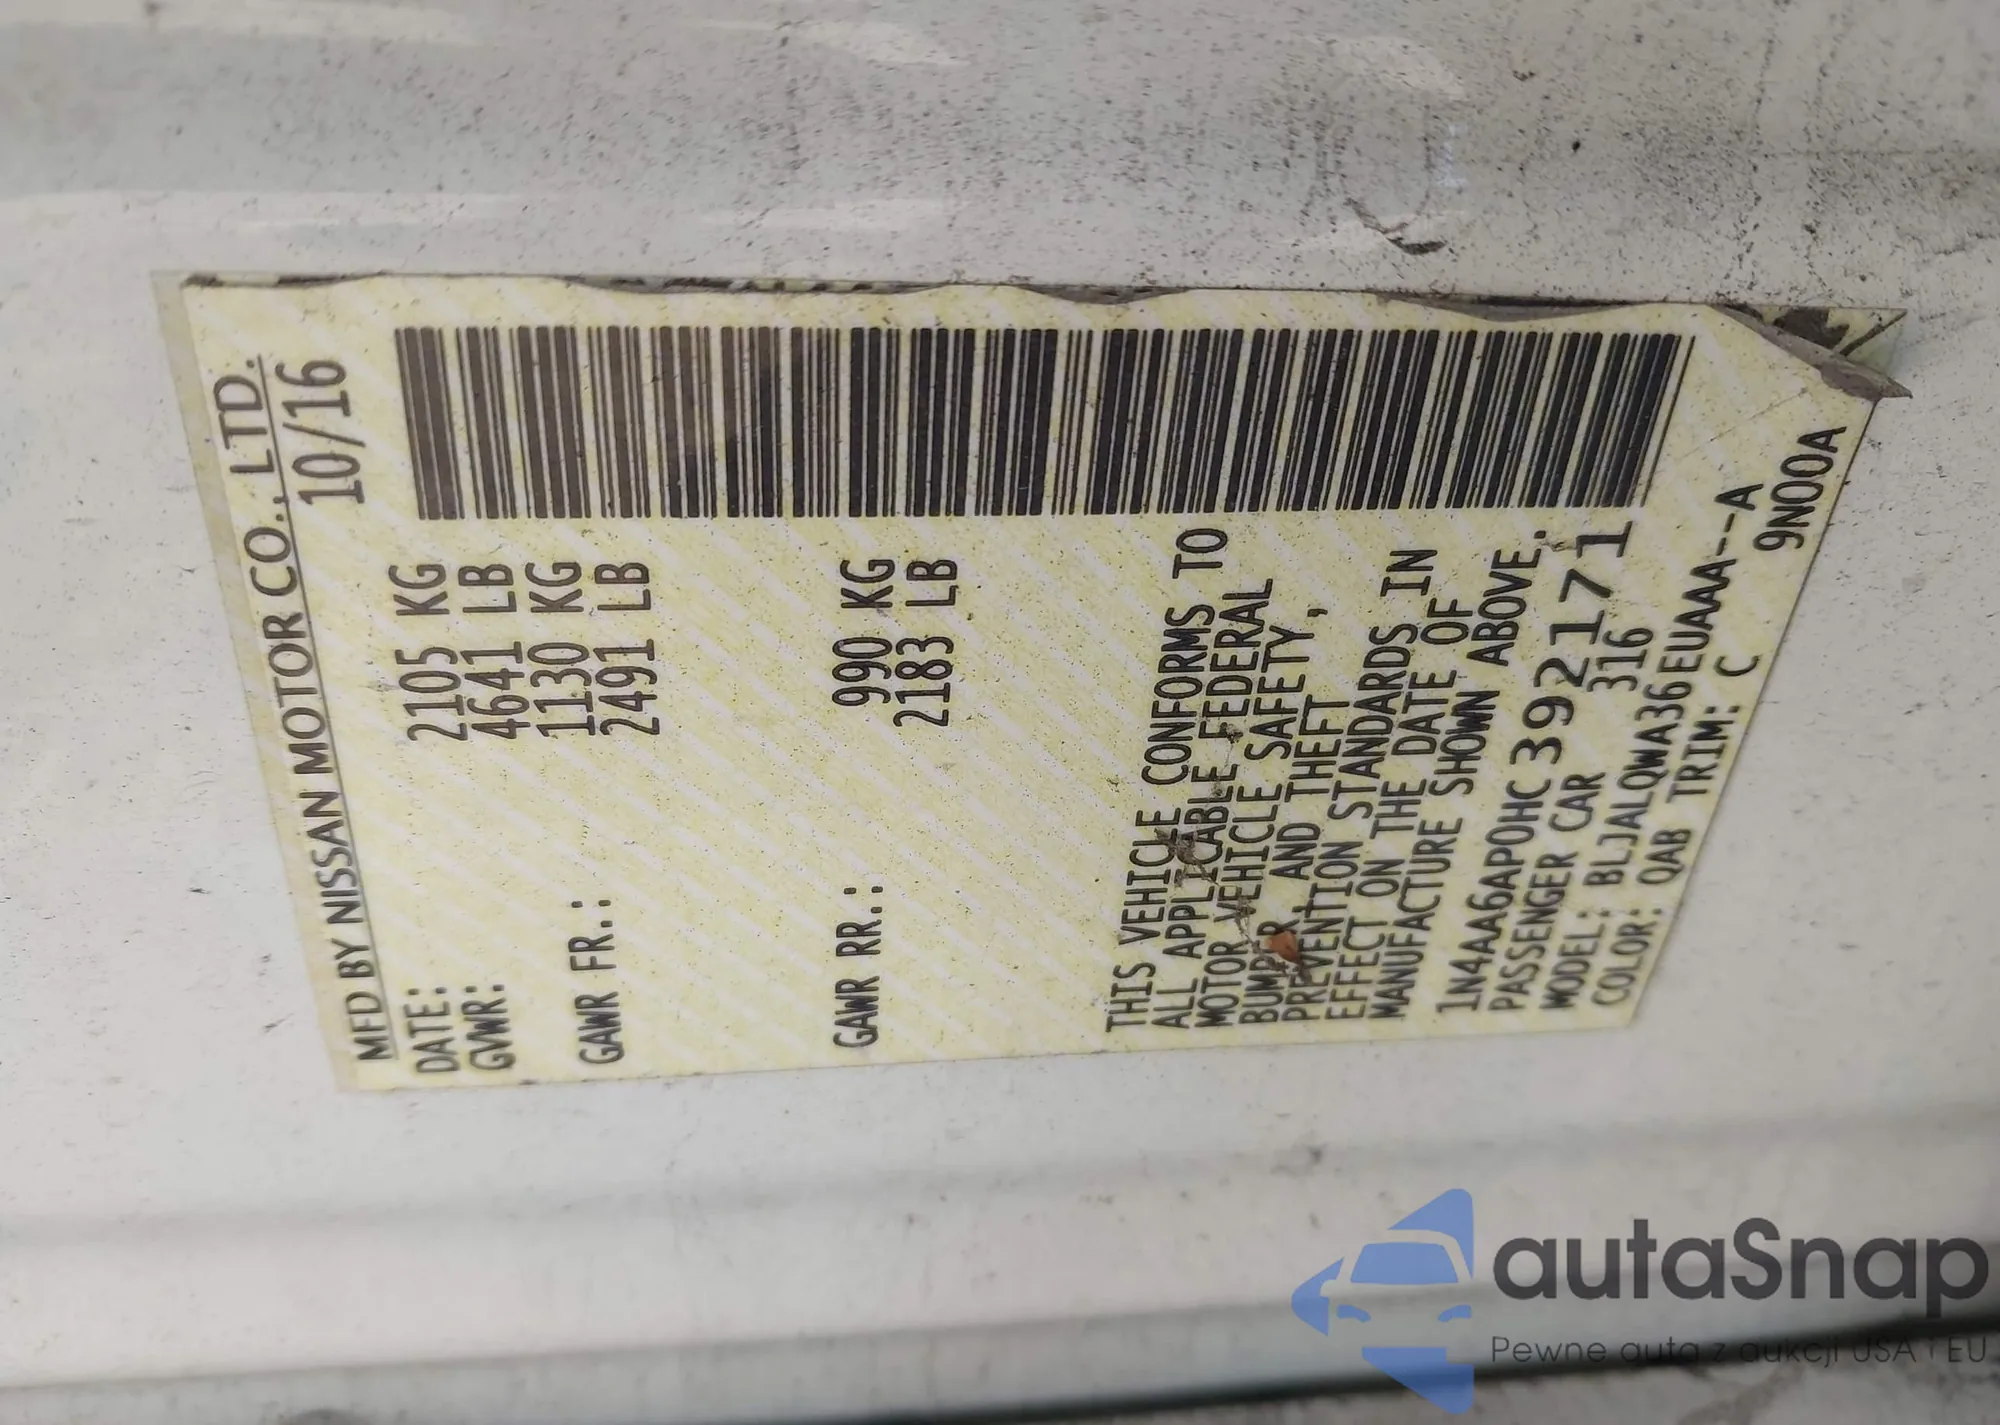 MFD BY NISSAN MOTOR CO., LTD.
DATE: 10/16
GVWR: 2105 KG
4641 LB
GAWR FR.: 1130 KG
2491 LB
GAWR RR.: 990 KG
2183 LB
THIS VEHICLE CONFORMS TO
ALL APPLICABLE FEDERAL
MOTOR VEHICLE SAFETY,
BUMPER, AND THEFT
PREVENTION STANDARDS IN
EFFECT ON THE DATE OF
MANUFACTURE SHOWN ABOVE.
1N4AA6AP0HC392171
PASSENGER CAR 316
MODEL: BLJALQWA36EUAAA--A
COLOR: QAB TRIM: C 9N00A
autaSnap
Pewne auta z aukcji USA i EU